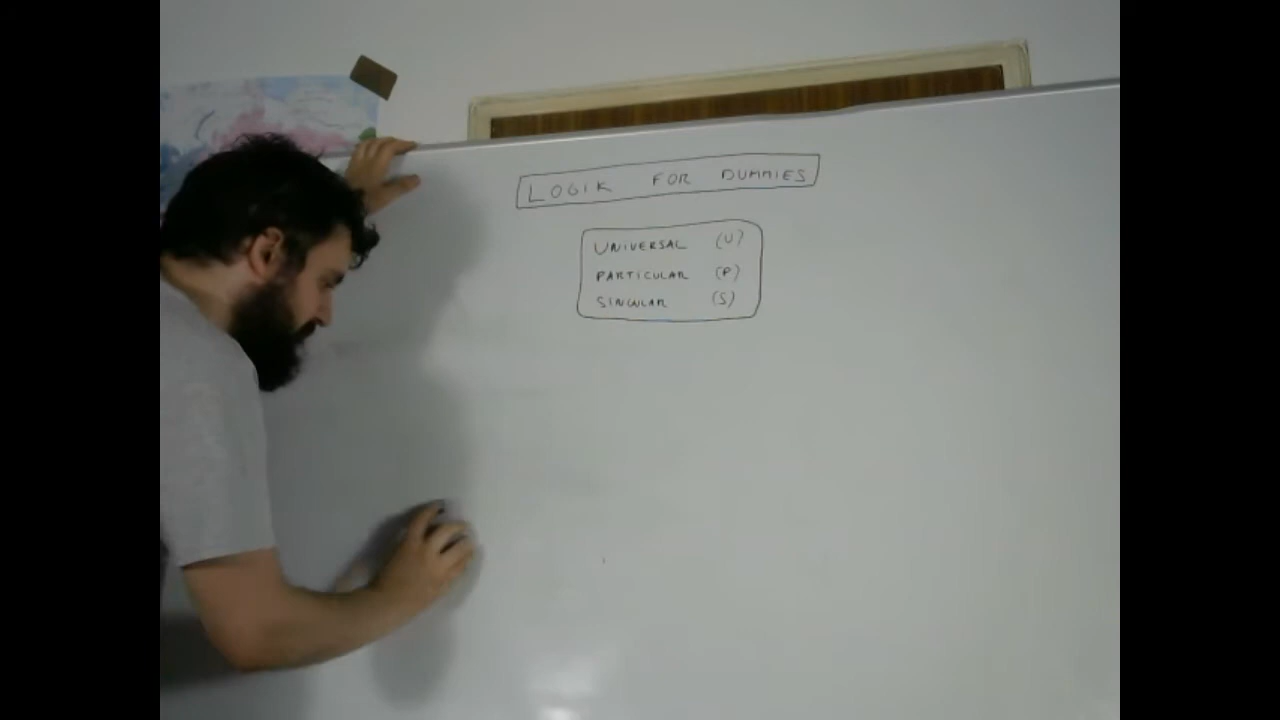 LOGIK FOR DUMMIES
UNIVERSAL (U)
PARTICULAR (P)
SINGULAR (S)